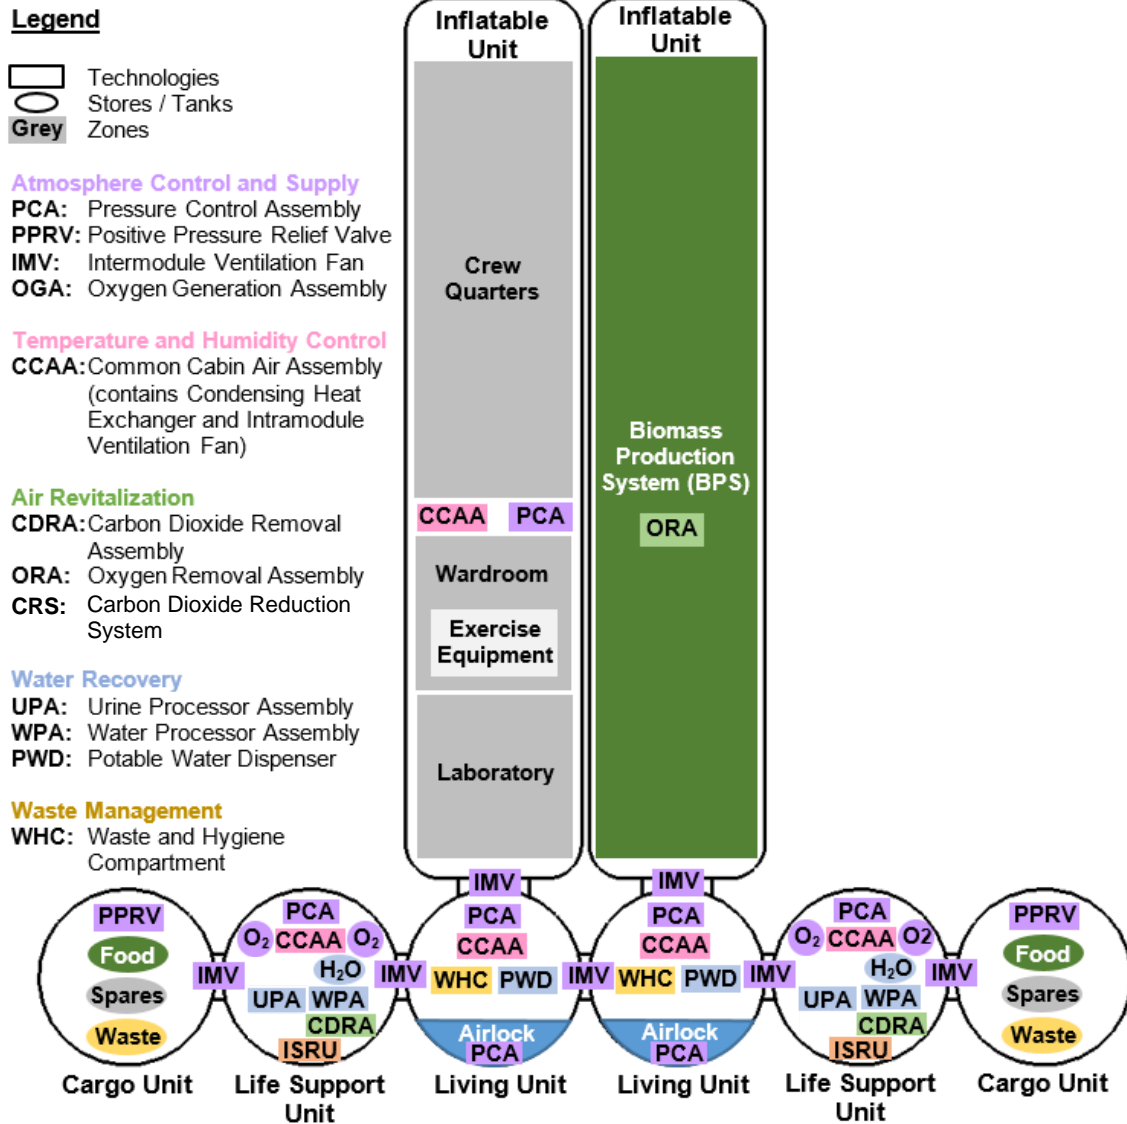 Legend
Technologies
Stores / Tanks
Grey Zones
Atmosphere Control and Supply
PCA: Pressure Control Assembly
PPRV: Positive Pressure Relief Valve
IMV: Intermodule Ventilation Fan
OGA: Oxygen Generation Assembly
Temperature and Humidity Control
CCAA: Common Cabin Air Assembly
(contains Condensing Heat
Exchanger and Intramodule
Ventilation Fan)
Air Revitalization
CDRA: Carbon Dioxide Removal
Assembly
ORA: Oxygen Removal Assembly
CRS: Carbon Dioxide Reduction
System
Water Recovery
UPA: Urine Processor Assembly
WPA: Water Processor Assembly
PWD: Potable Water Dispenser
Waste Management
WHC: Waste and Hygiene
Compartment
Inflatable
Unit
Crew
Quarters
CCAA PCA
Wardroom
Exercise
Equipment
Laboratory
Inflatable
Unit
Biomass
Production
System (BPS)
ORA
IMV
IMV
PPRV
Food
Spares
Waste
Cargo Unit
IMV
PCA
O₂ CCAA O₂
H₂O
UPA WPA
CDRA
ISRU
Life Support
Unit
IMV
PCA
CCAA
WHC PWD
Airlock
PCA
Living Unit
IMV
PCA
CCAA
WHC PWD
Airlock
PCA
Living Unit
IMV
PCA
O₂ CCAA O2
H₂O
UPA WPA
CDRA
ISRU
Life Support
Unit
IMV
PPRV
Food
Spares
Waste
Cargo Unit